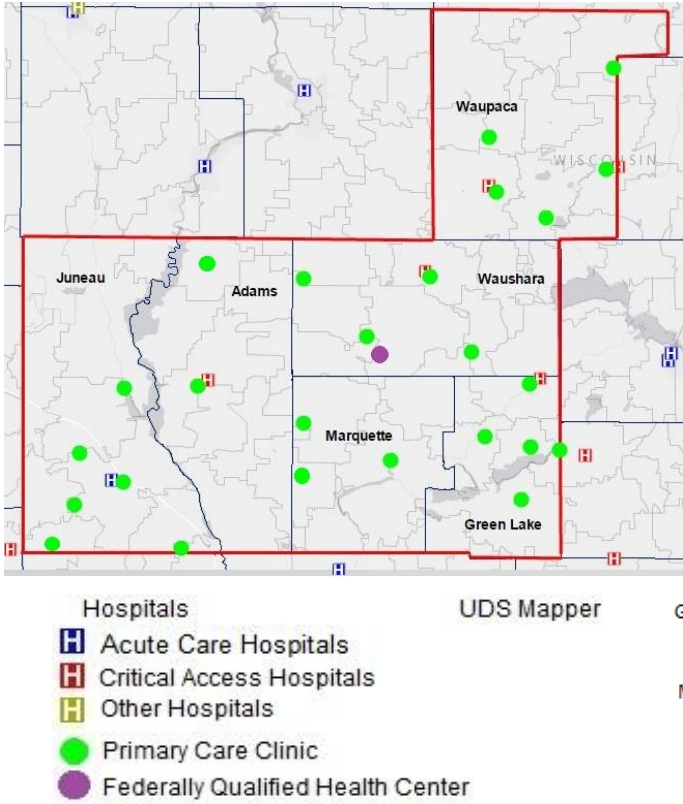 Waupaca
WISCONSIN
Juneau
Waushara
Adams
Marquette
Green Lake
Hospitals
UDS Mapper
G
H Acute Care Hospitals
H Critical Access Hospitals
M
H Other Hospitals
Primary Care Clinic
Federally Qualified Health Center